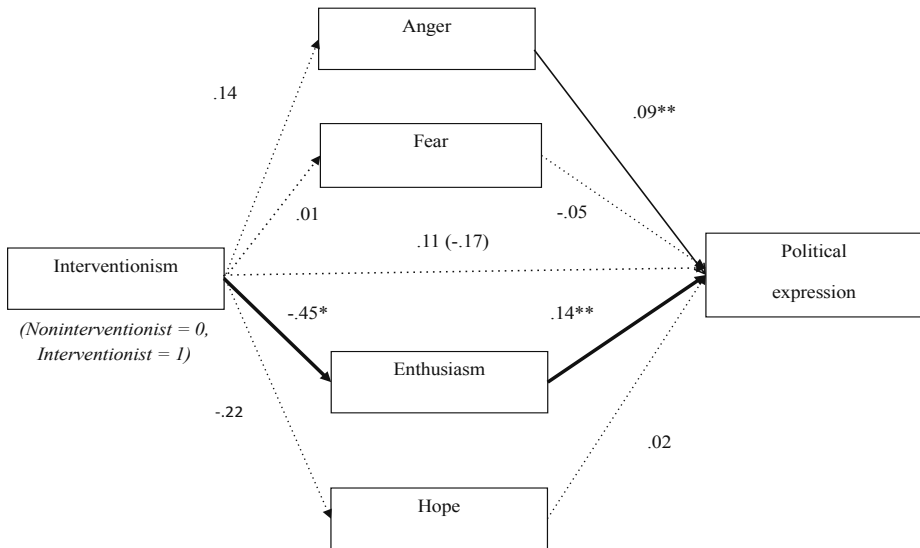 Anger
.14
.09**
Fear
.01
-.05
.11 (-.17)
Interventionism
Political
expression
(Noninterventionist = 0,
Interventionist = 1)
-.45*
.14**
Enthusiasm
-.22
.02
Hope